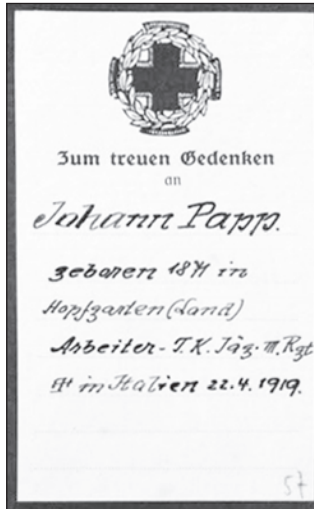 Zum treuen Gedenken
an
Johann Papp.
geboren 1871 in
Hopfgarten (Land)
Arbeiter - T. K. Jäg. III. Rgt
in Italien 22.4.1919.
57